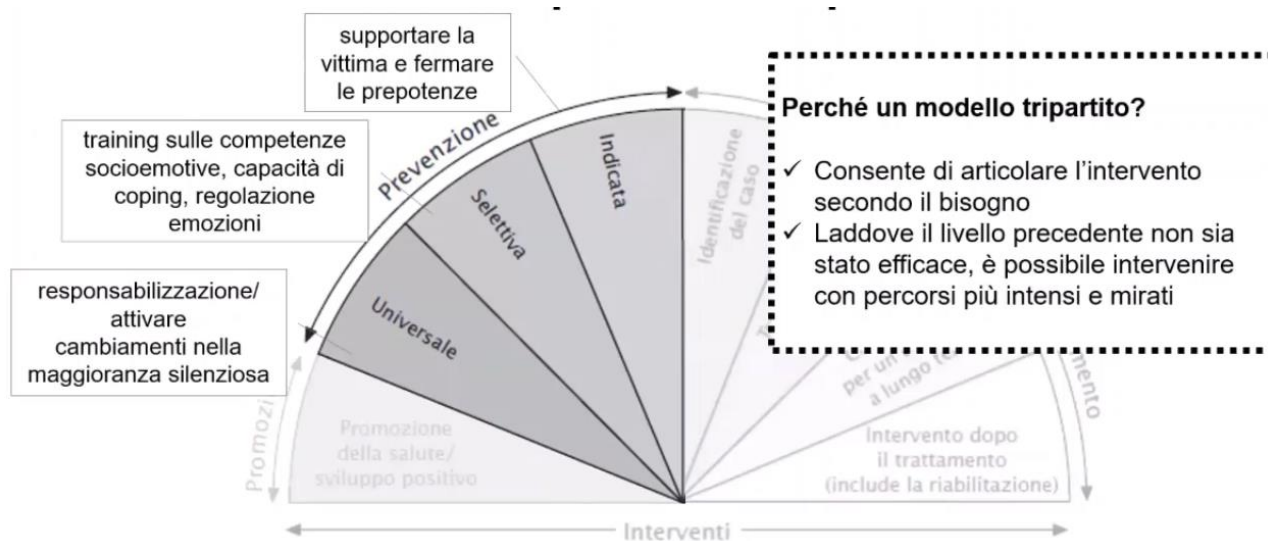 supportare la
vittima e fermare
le prepotenze
training sulle competenze
socioemotive, capacità di
coping, regolazione
emozioni
responsabilizzazione/
attivare
cambiamenti nella
maggioranza silenziosa
Prevenzione
Universale
Selettiva
Indicata
Identificazione
del caso
Perché un modello tripartito?
✓ Consente di articolare l'intervento
secondo il bisogno
✓ Laddove il livello precedente non sia
stato efficace, è possibile intervenire
con percorsi più intensi e mirati
per un
a lungo
Promozione
della salute/
sviluppo positivo
Intervento dopo
il trattamento
(include la riabilitazione)
Interventi